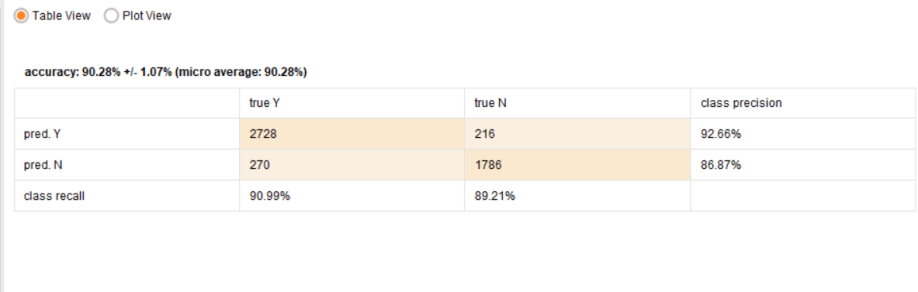 Table View Plot View
accuracy: 90.28% +/- 1.07% (micro average: 90.28%)
true Y true N class precision
pred. Y 2728 216 92.66%
pred. N 270 1786 86.87%
class recall 90.99% 89.21%